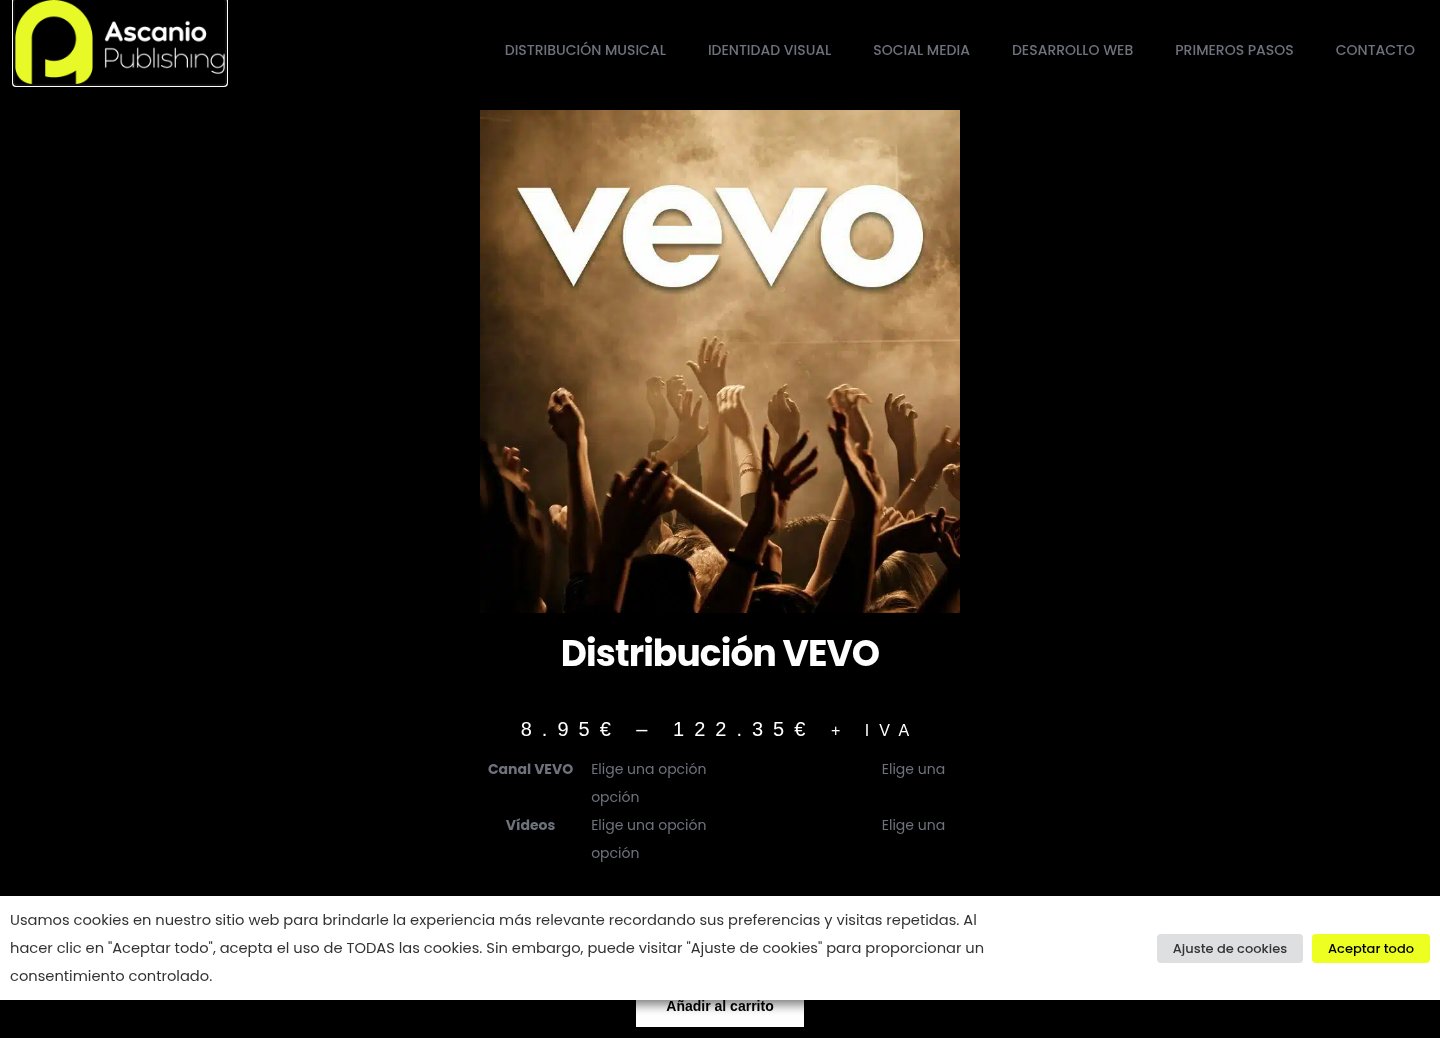 Ascanio
Publishing
DISTRIBUCIÓN MUSICAL IDENTIDAD VISUAL SOCIAL MEDIA DESARROLLO WEB PRIMEROS PASOS CONTACTO
vevo
Distribución VEVO
8.95€ – 122.35€ + IVA
Canal VEVO Elige una opción Elige una
opción
Vídeos Elige una opción Elige una
opción
Usamos cookies en nuestro sitio web para brindarle la experiencia más relevante recordando sus preferencias y visitas repetidas. Al
hacer clic en "Aceptar todo", acepta el uso de TODAS las cookies. Sin embargo, puede visitar "Ajuste de cookies" para proporcionar un
consentimiento controlado.
Ajuste de cookies Aceptar todo
Añadir al carrito